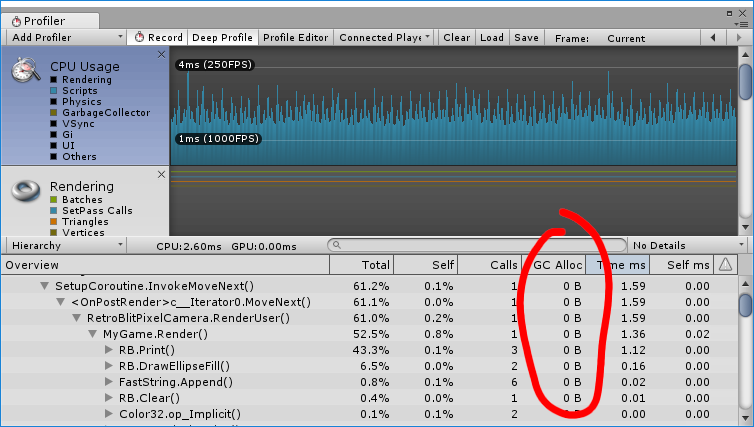 Profiler
Add Profiler Record Deep Profile Profiler Editor Connected Playe Clear Load Save Frame: Current
CPU Usage
Rendering
Scripts
Physics
GarbageCollector
VSync
Gi
UI
Others
4ms (250FPS)
1ms (1000FPS)
Rendering
Batches
SetPass Calls
Triangles
Vertices
Hierarchy CPU:2.60ms GPU:0.00ms No Details
Overview Total Self Calls GC Alloc Time ms Self ms
SetupCoroutine.InvokeMoveNext() 61.2% 0.1% 1 0 B 1.59 0.00
<OnPostRender>c__Iterator0.MoveNext() 61.1% 0.0% 1 0 B 1.59 0.00
RetroBlitPixelCamera.RenderUser() 61.0% 0.2% 1 0 B 1.59 0.00
MyGame.Render() 52.5% 0.8% 1 0 B 1.36 0.02
RB.Print() 43.3% 0.1% 3 0 B 1.12 0.00
RB.DrawEllipseFill() 6.5% 0.0% 2 0 B 0.16 0.00
FastString.Append() 0.8% 0.1% 6 0 B 0.02 0.00
RB.Clear() 0.4% 0.0% 1 0 B 0.01 0.00
Color32.op_Implicit() 0.1% 0.1% 2 0 B 0.00 0.00